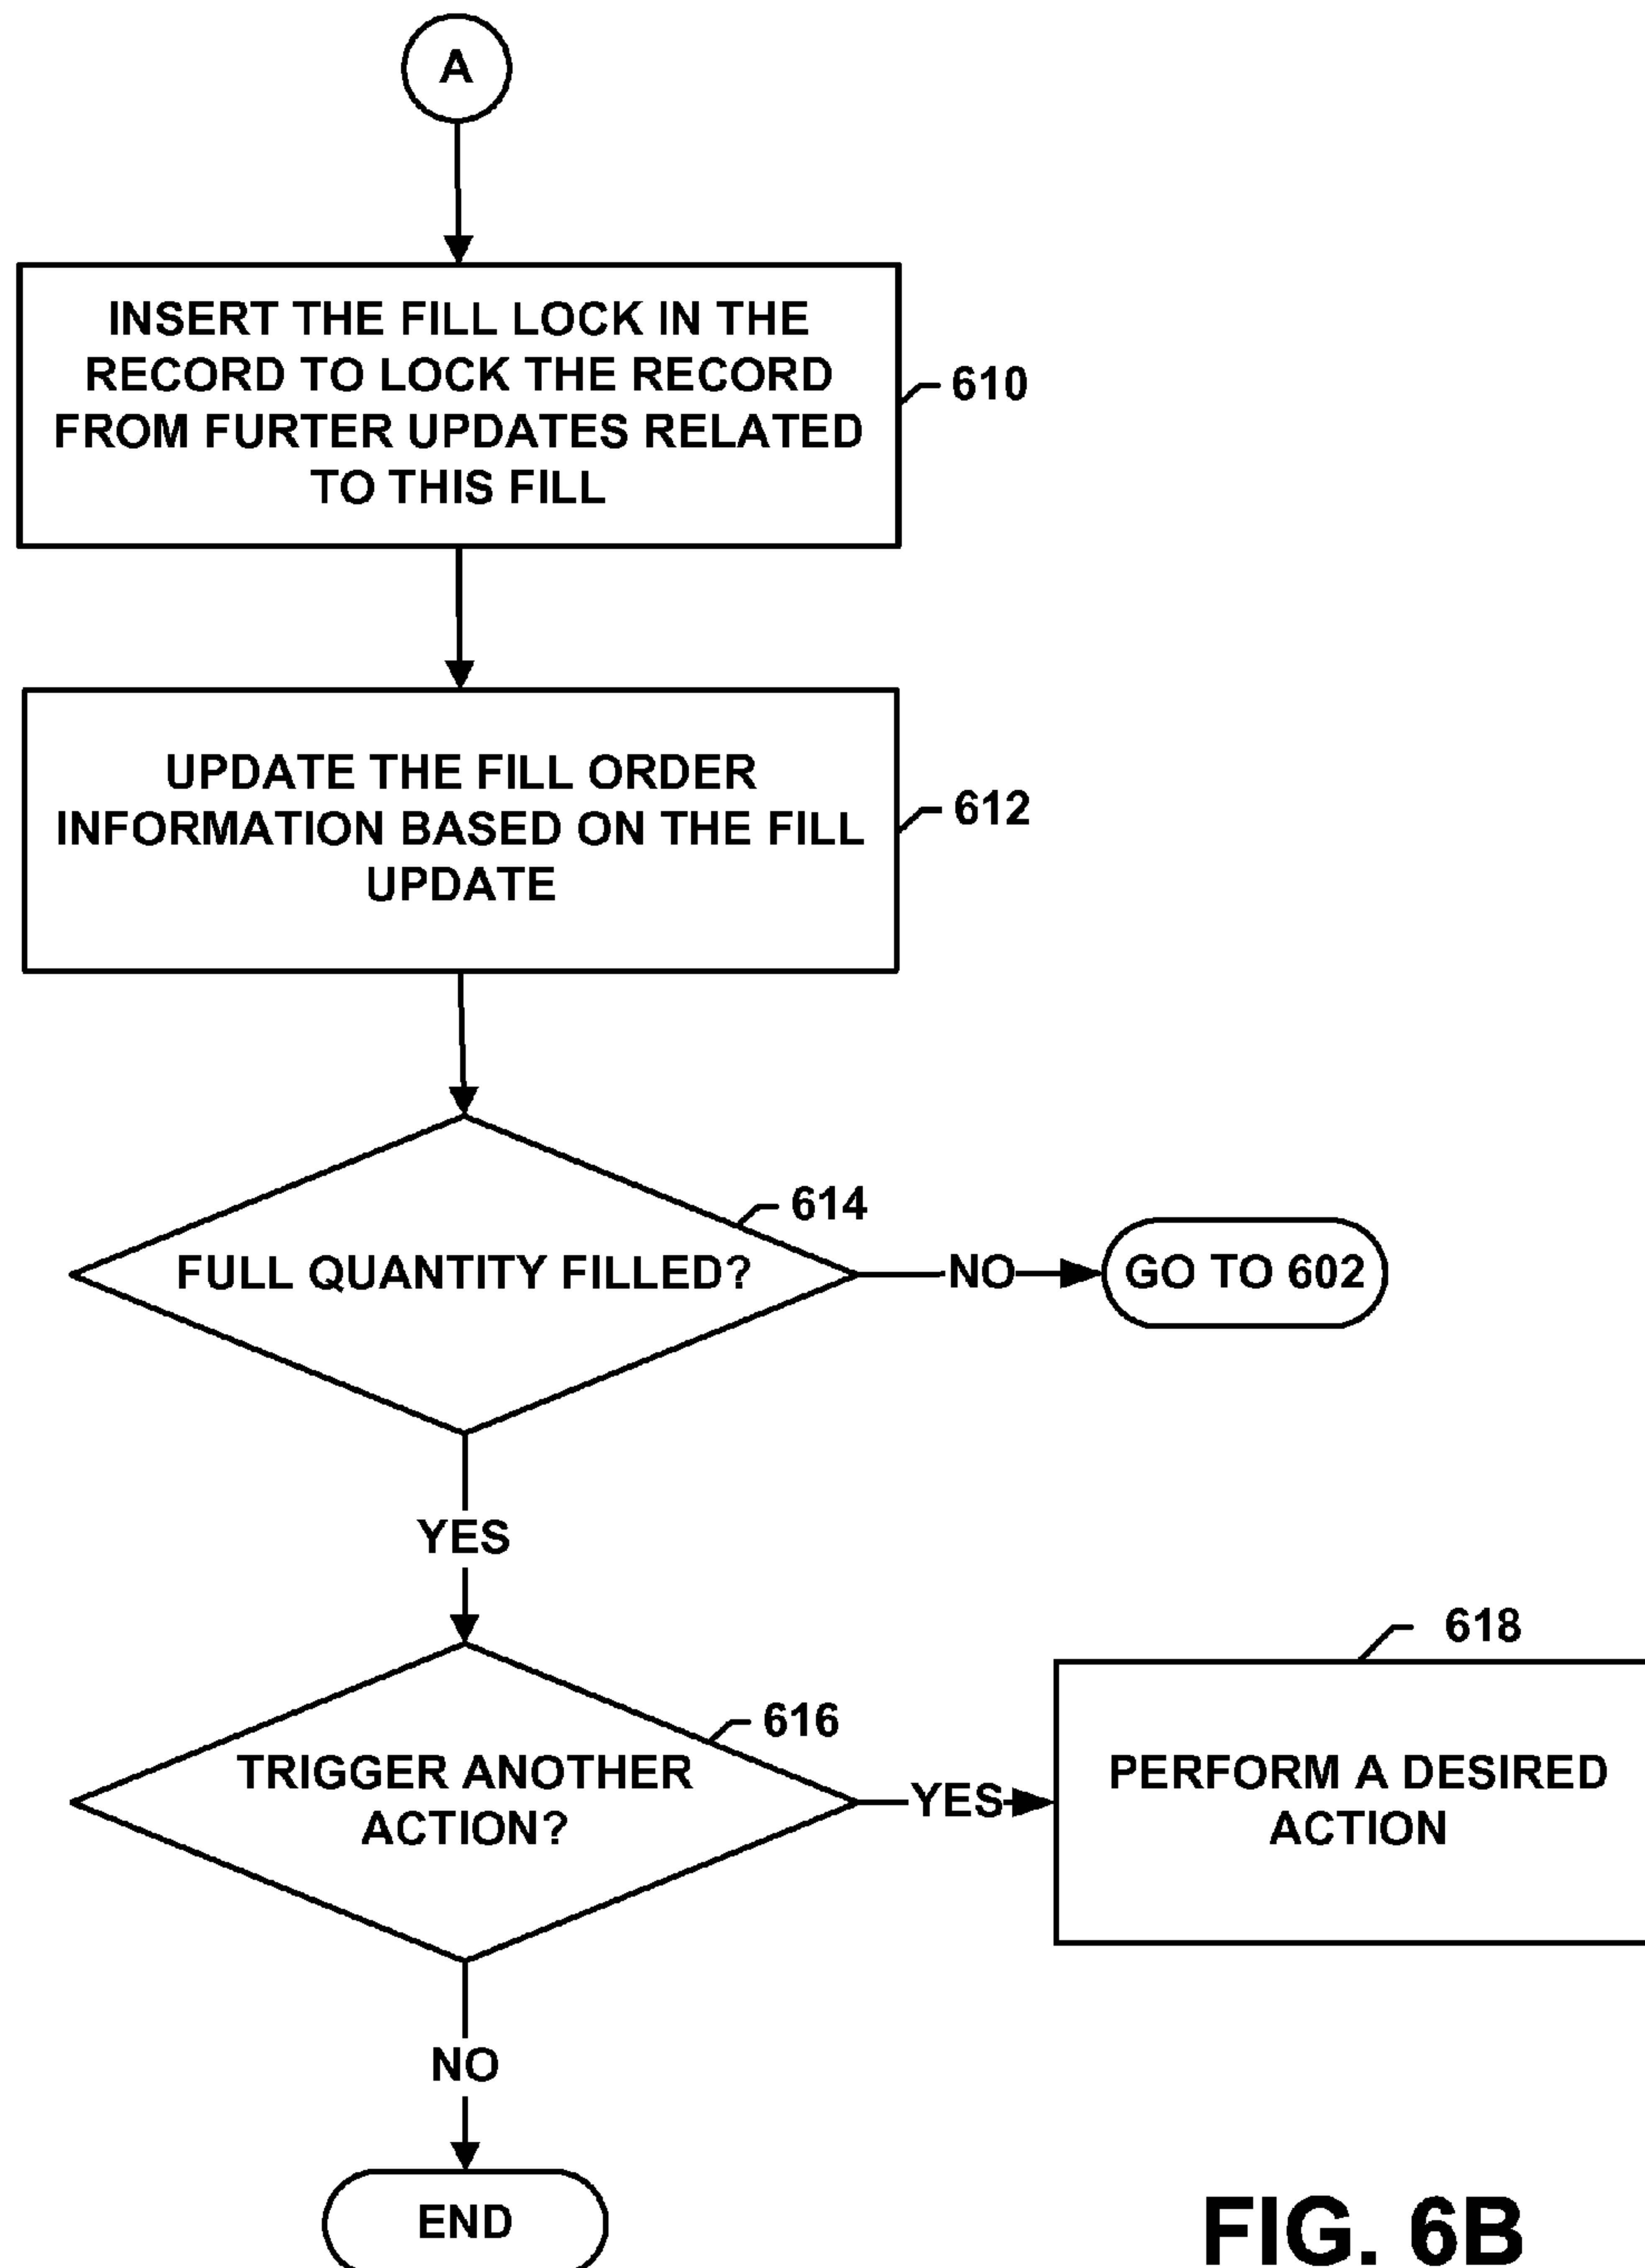 A
INSERT THE FILL LOCK IN THE
RECORD TO LOCK THE RECORD
FROM FURTER UPDATES RELATED
TO THIS FILL
610
UPDATE THE FILL ORDER
INFORMATION BASED ON THE FILL
UPDATE
612
614
FULL QUANTITY FILLED?
NO
GO TO 602
YES
618
616
TRIGGER ANOTHER
ACTION?
YES
PERFORM A DESIRED
ACTION
NO
END
FIG. 6B